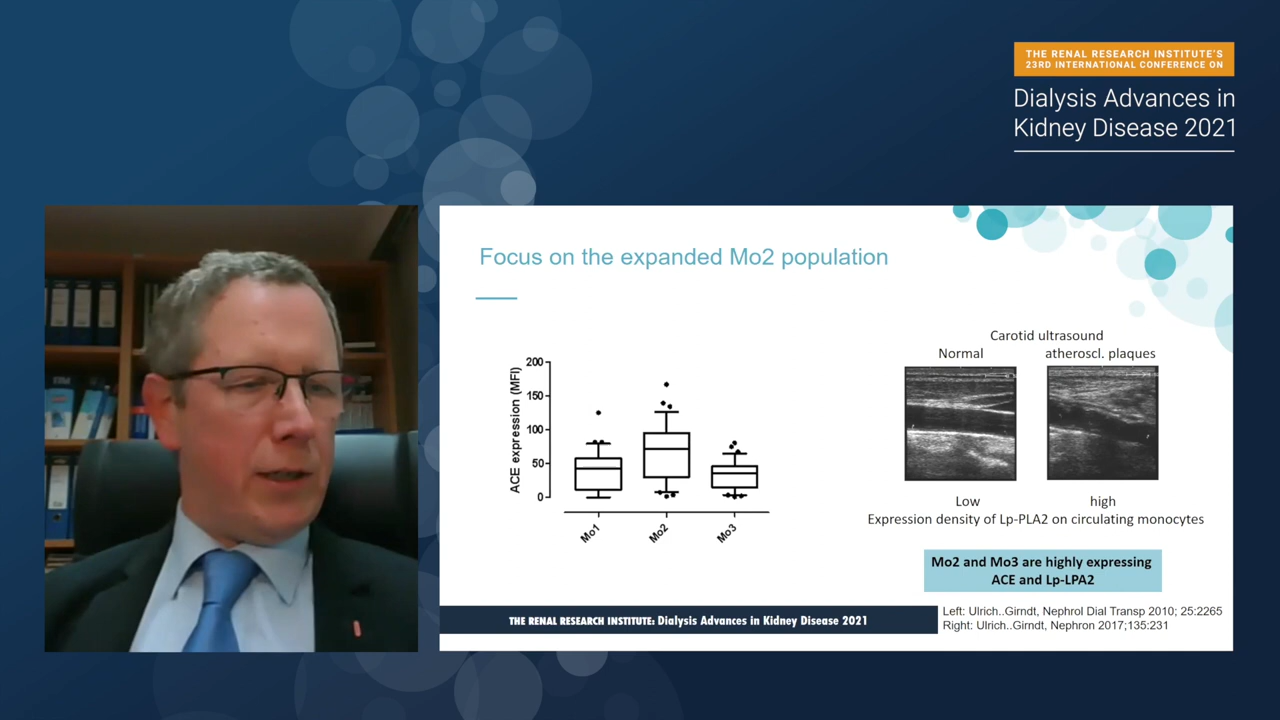 THE RENAL RESEARCH INSTITUTE'S
23RD INTERNATIONAL CONFERENCE ON
Dialysis Advances in
Kidney Disease 2021
Focus on the expanded Mo2 population
ACE expression (MFI)
200
150
100
50
0
Mo1
Mo2
Mo3
Carotid ultrasound
Normal atheroscl. plaques
Low high
Expression density of Lp-PLA2 on circulating monocytes
Mo2 and Mo3 are highly expressing
ACE and Lp-LPA2
THE RENAL RESEARCH INSTITUTE: Dialysis Advances in Kidney Disease 2021
Left: Ulrich..Girndt, Nephrol Dial Transp 2010; 25:2265
Right: Ulrich..Girndt, Nephron 2017;135:231